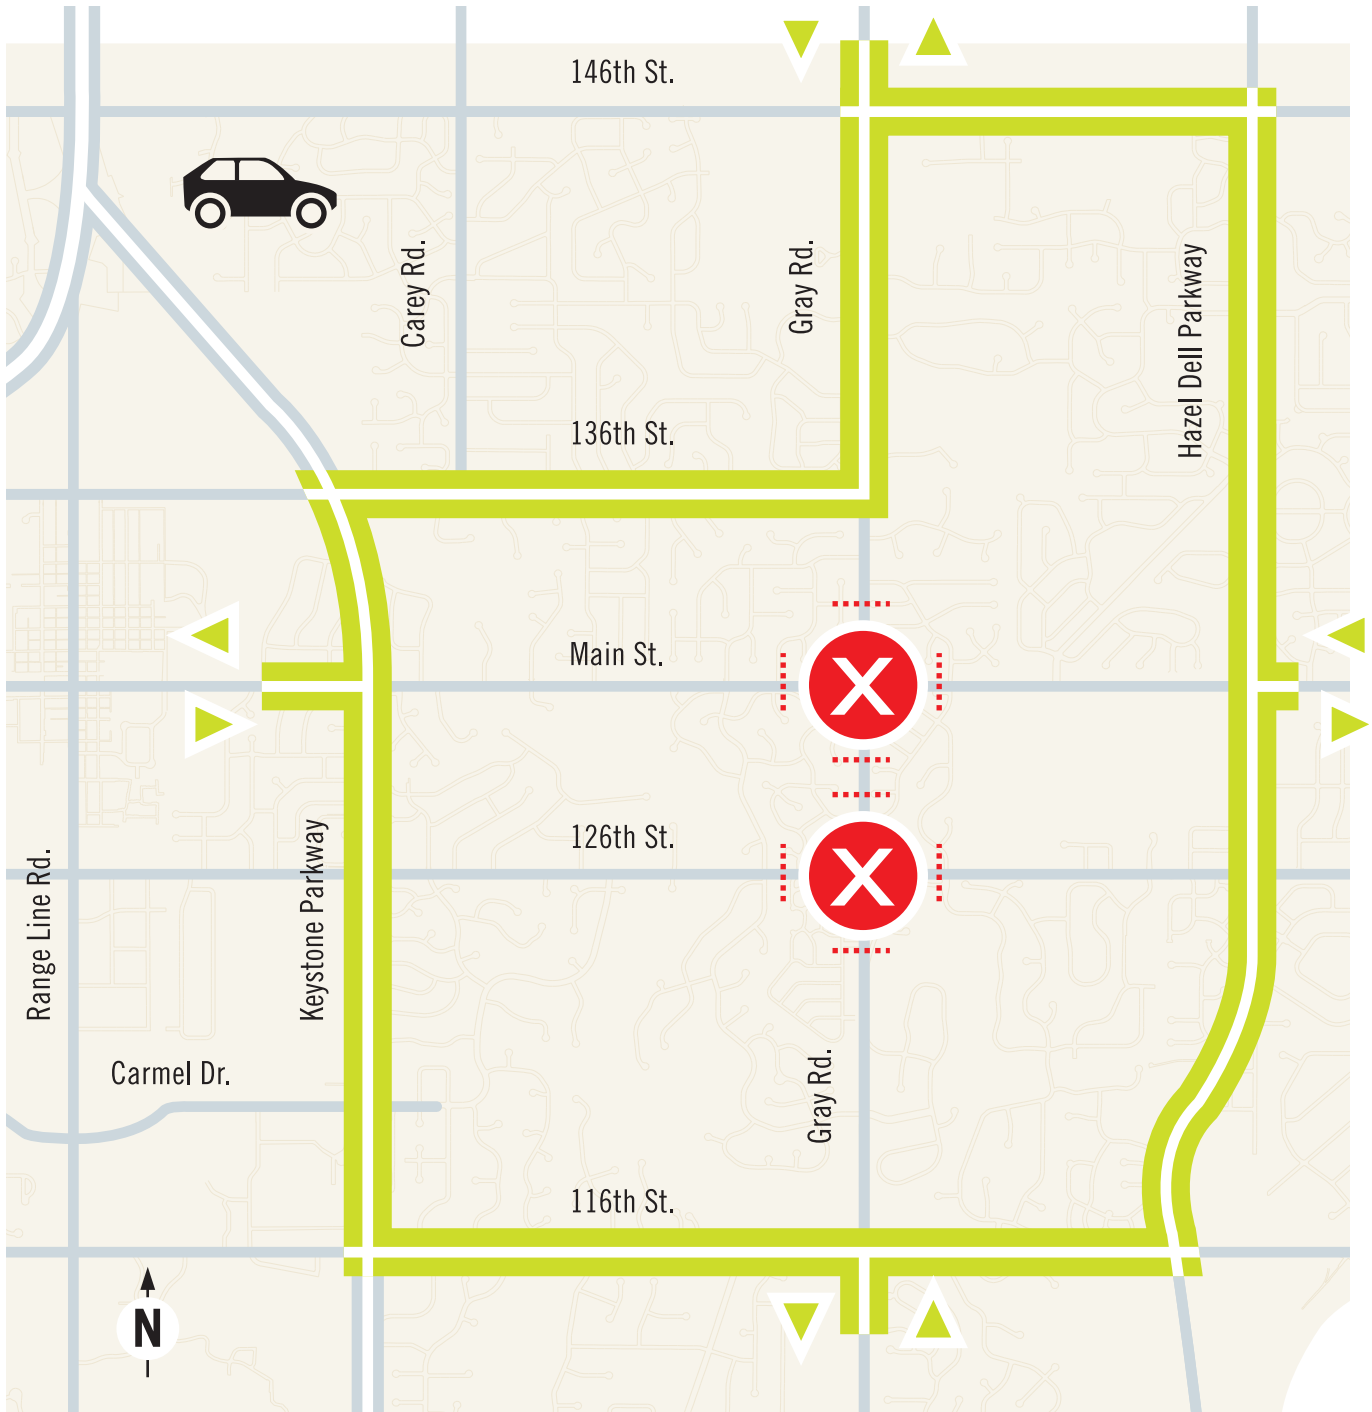 146th St.
Carey Rd.
Gray Rd.
Hazel Dell Parkway
136th St.
Main St.
X
126th St.
X
Range Line Rd.
Keystone Parkway
Carmel Dr.
Gray Rd.
116th St.
N